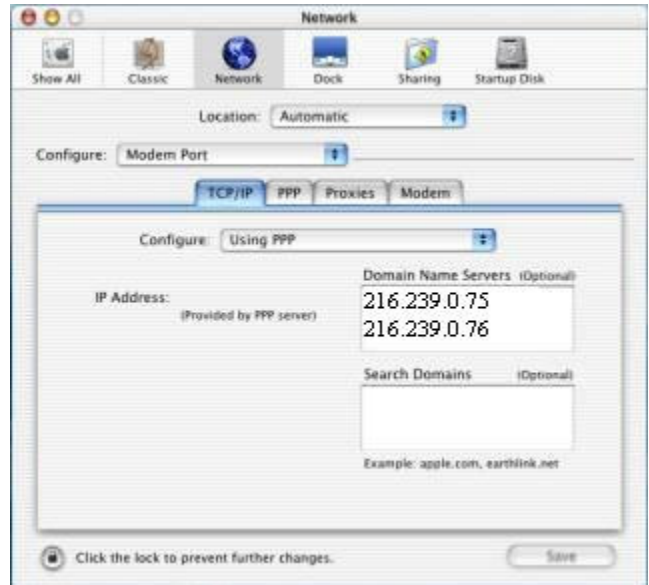 Network
Show All Classic Network Dock Sharing Startup Disk
Location: Automatic
Configure: Modem Port
TCP/IP PPP Proxies Modem
Configure: Using PPP
Domain Name Servers (Optional)
IP Address:
(Provided by PPP server)
216.239.0.75
216.239.0.76
Search Domains (Optional)
Example: apple.com, earthlink.net
Click the lock to prevent further changes.
Save